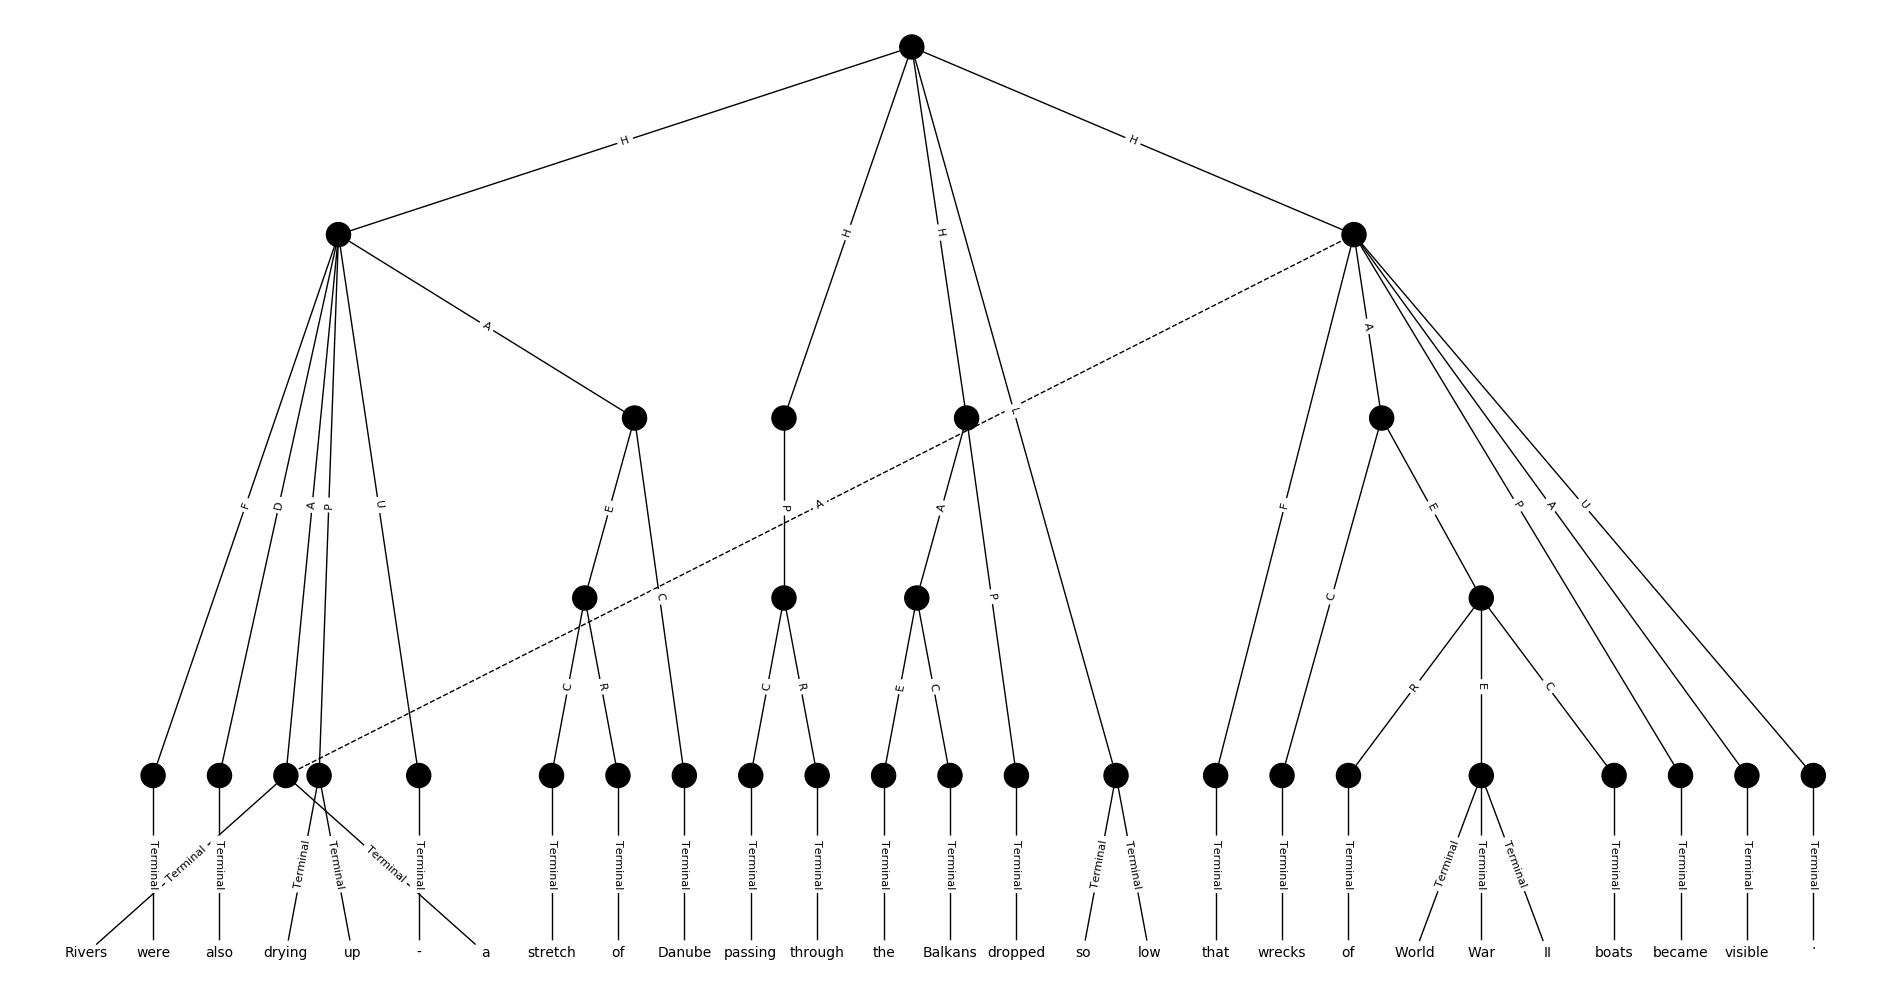 H H H H
F D A P U A H H L A F A P A U
E C P A P C E
C R C R E C R E C
Terminal Terminal Terminal Terminal Terminal Terminal Terminal Terminal Terminal Terminal Terminal Terminal Terminal Terminal Terminal Terminal Terminal Terminal Terminal Terminal Terminal Terminal Terminal Terminal Terminal Terminal Terminal
Rivers were also drying up - a stretch of Danube passing through the Balkans dropped so low that wrecks of World War II boats became visible .